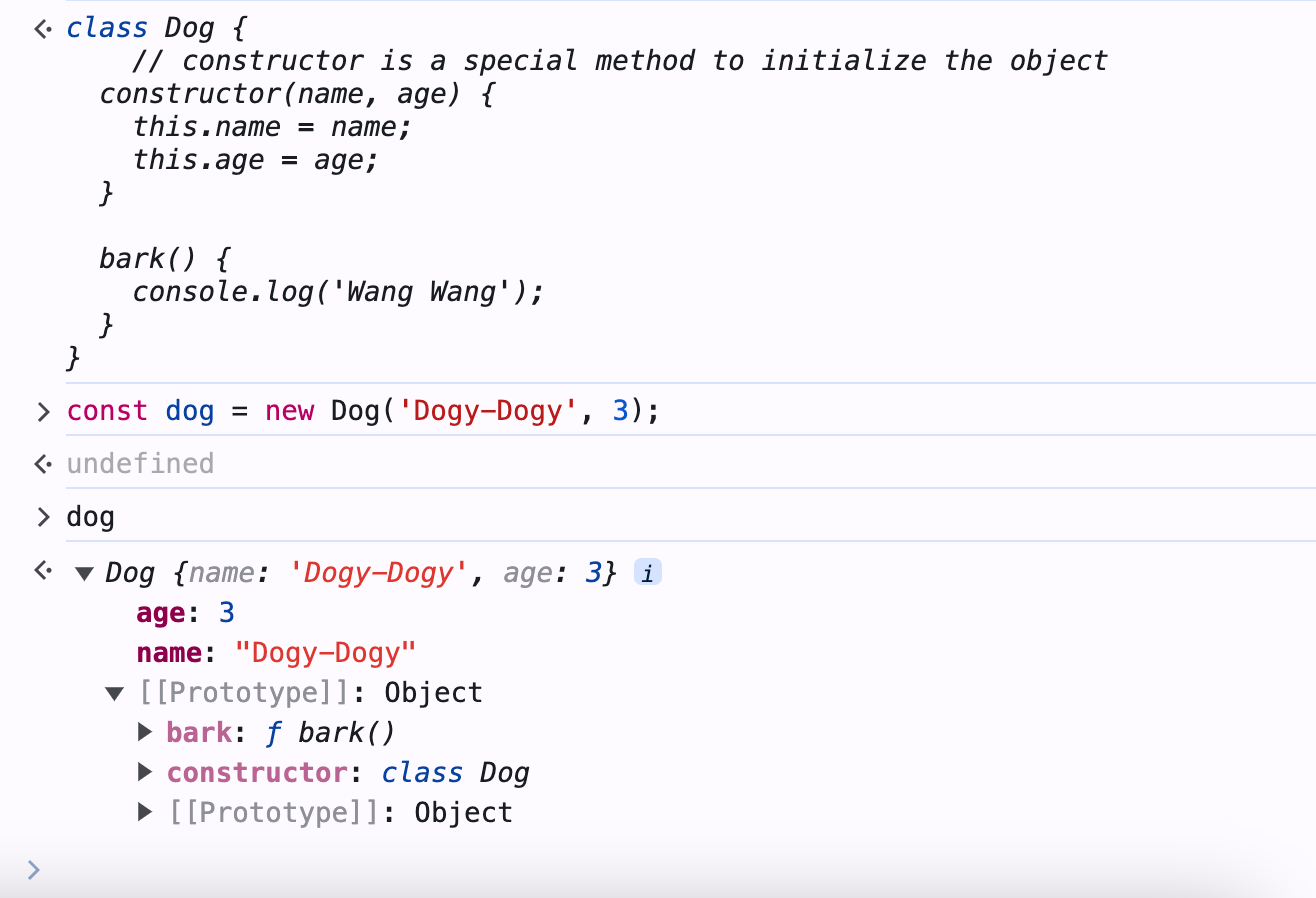 class Dog {
    // constructor is a special method to initialize the object
  constructor(name, age) {
    this.name = name;
    this.age = age;
  }

  bark() {
    console.log('Wang Wang');
  }
}
const dog = new Dog('Dogy-Dogy', 3);
undefined
dog
Dog {name: 'Dogy-Dogy', age: 3} i
age: 3
name: "Dogy-Dogy"
[[Prototype]]: Object
bark: ƒ bark()
constructor: class Dog
[[Prototype]]: Object